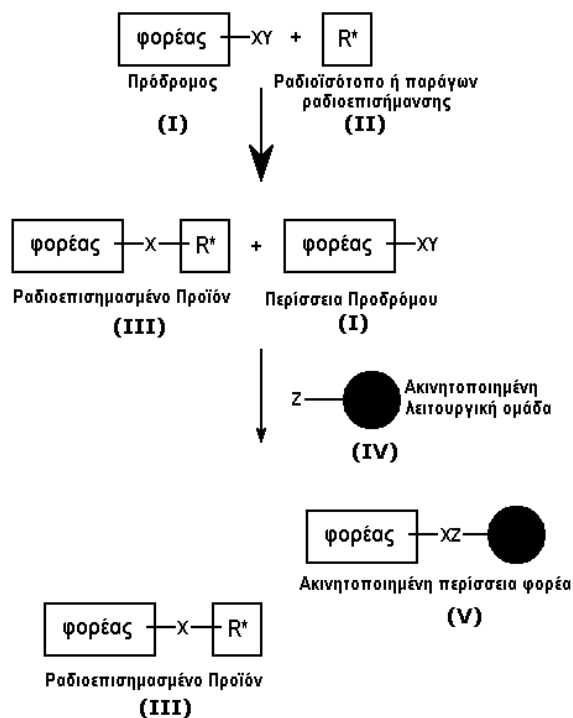 φορέας XY + R*
Πρόδρομος
Ραδιοϊσότοπο ή παράγων
ραδιοεπισήμανσης
(I)
(II)
φορέας X R* + φορέας XY
Ραδιοεπισημασμένο Προϊόν
Περίσσεια Προδρόμου
(III)
(I)
Z
Ακινητοποιημένη
λειτουργική ομάδα
(IV)
φορέας XZ
Ακινητοποιημένη περίσσεια φορέα
(V)
φορέας X R*
Ραδιοεπισημασμένο Προϊόν
(III)